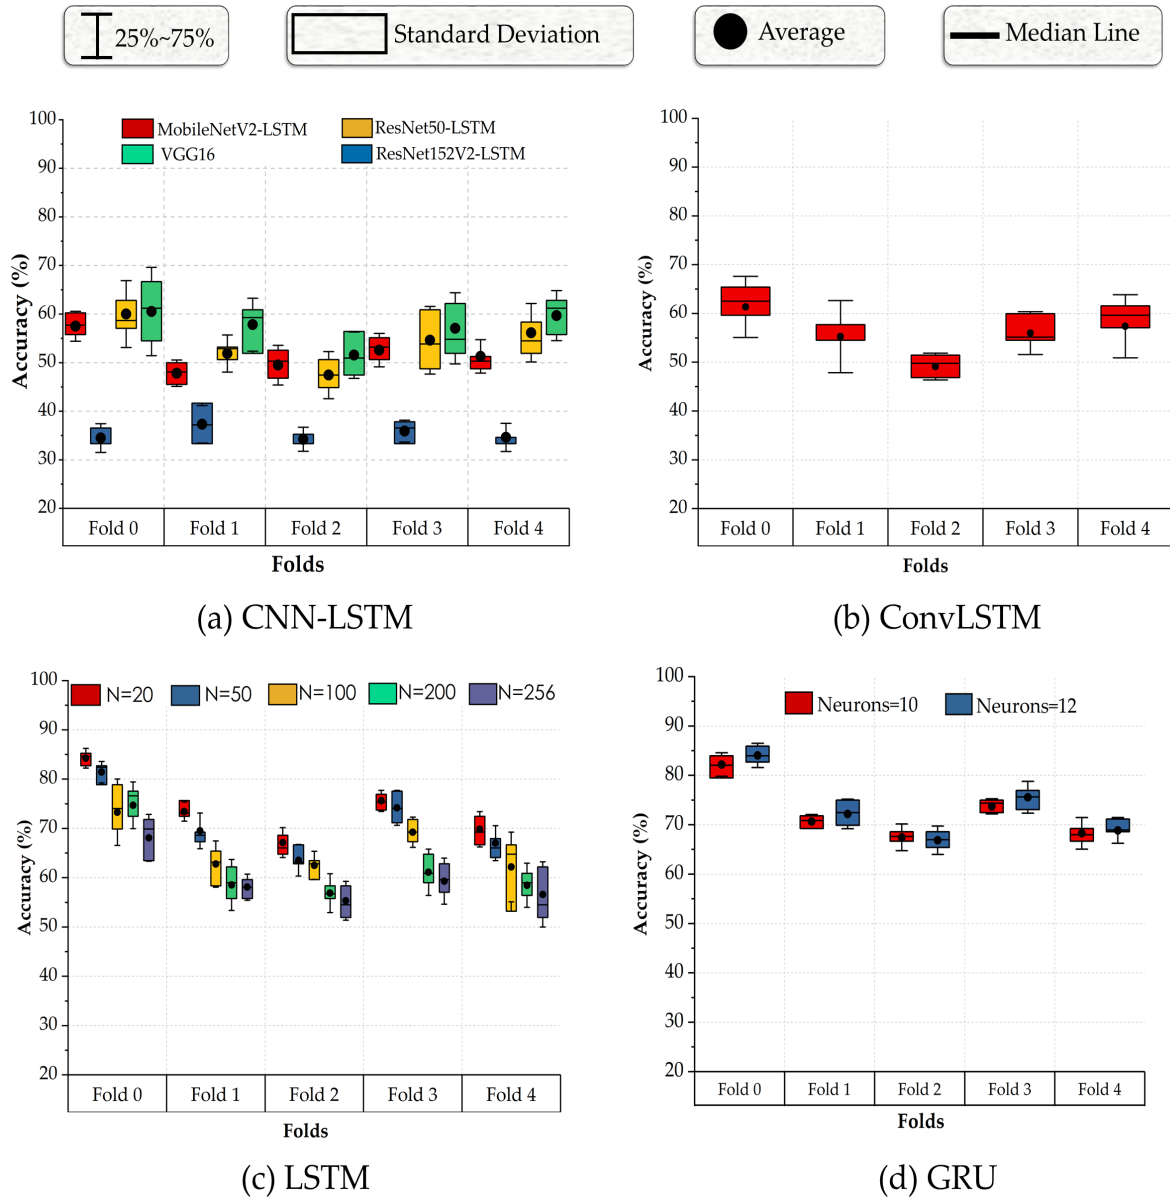 25%~75%
Standard Deviation
Average
Median Line
MobileNetV2-LSTM
ResNet50-LSTM
VGG16
ResNet152V2-LSTM
Accuracy (%)
100
90
80
70
60
50
40
30
20
Fold 0 Fold 1 Fold 2 Fold 3 Fold 4
Folds
(a) CNN-LSTM
Accuracy (%)
100
90
80
70
60
50
40
30
20
Fold 0 Fold 1 Fold 2 Fold 3 Fold 4
Folds
(b) ConvLSTM
N=20 N=50 N=100 N=200 N=256
Accuracy (%)
100
90
80
70
60
50
40
30
20
Fold 0 Fold 1 Fold 2 Fold 3 Fold 4
Folds
(c) LSTM
Neurons=10 Neurons=12
Accuracy (%)
100
90
80
70
60
50
40
30
20
Fold 0 Fold 1 Fold 2 Fold 3 Fold 4
Folds
(d) GRU